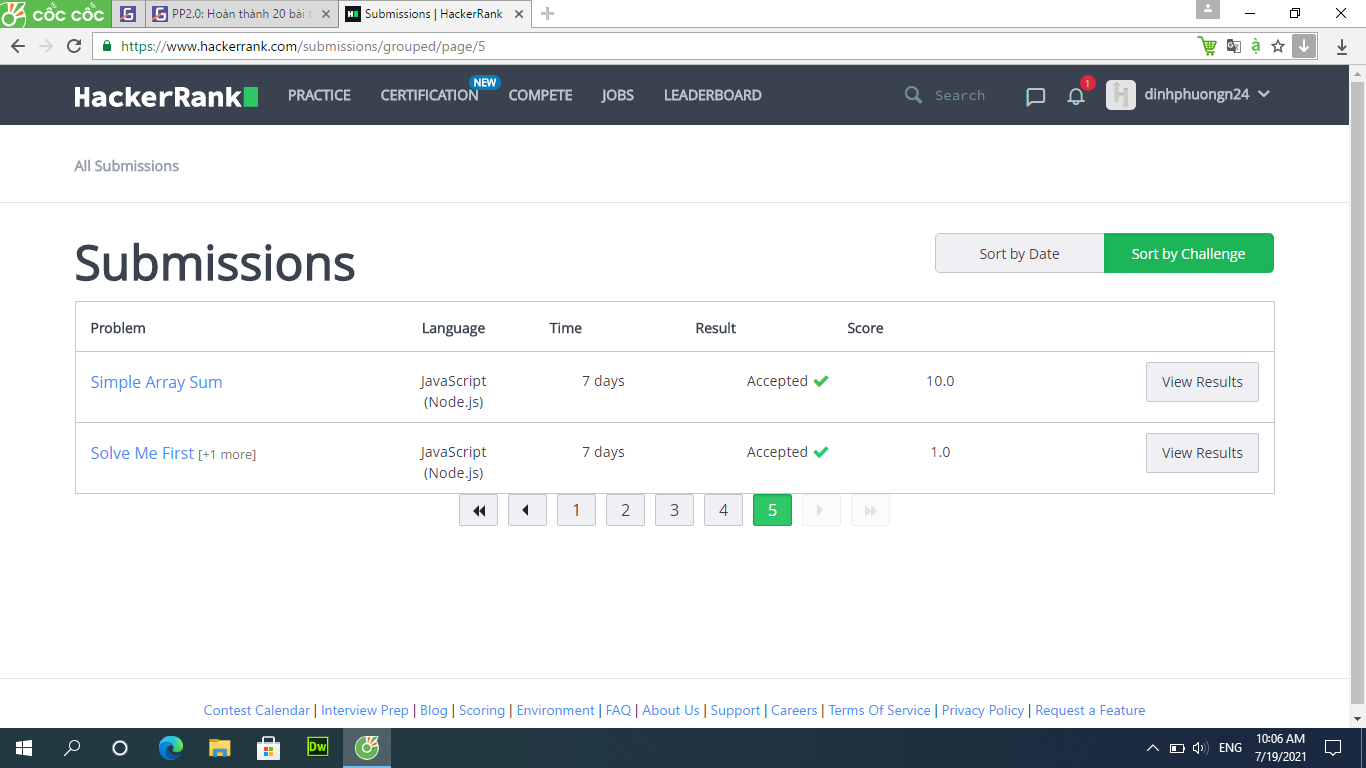 cốc cốc
PP2.0: Hoàn thành 20 bài t
Submissions | HackerRank
https://www.hackerrank.com/submissions/grouped/page/5
HackerRank
PRACTICE
CERTIFICATION
NEW
COMPETE
JOBS
LEADERBOARD
Search
1
dinhphuongn24
All Submissions
Submissions
Sort by Date
Sort by Challenge
Problem Language Time Result Score
Simple Array Sum JavaScript (Node.js) 7 days Accepted 10.0 View Results
Solve Me First [+1 more] JavaScript (Node.js) 7 days Accepted 1.0 View Results
1 2 3 4 5
Contest Calendar | Interview Prep | Blog | Scoring | Environment | FAQ | About Us | Support | Careers | Terms Of Service | Privacy Policy | Request a Feature
Dw
ENG
10:06 AM
7/19/2021